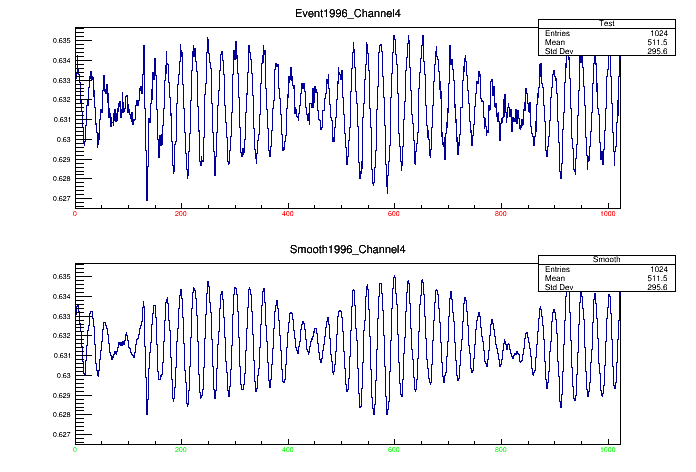 Event1996_Channel4
Test
Entries 1024
Mean 511.5
Std Dev 295.6
0.635
0.634
0.633
0.632
0.631
0.63
0.629
0.628
0.627
0 200 400 600 800 1000
Smooth1996_Channel4
Smooth
Entries 1024
Mean 511.5
Std Dev 295.6
0.635
0.634
0.633
0.632
0.631
0.63
0.629
0.628
0.627
0 200 400 600 800 1000